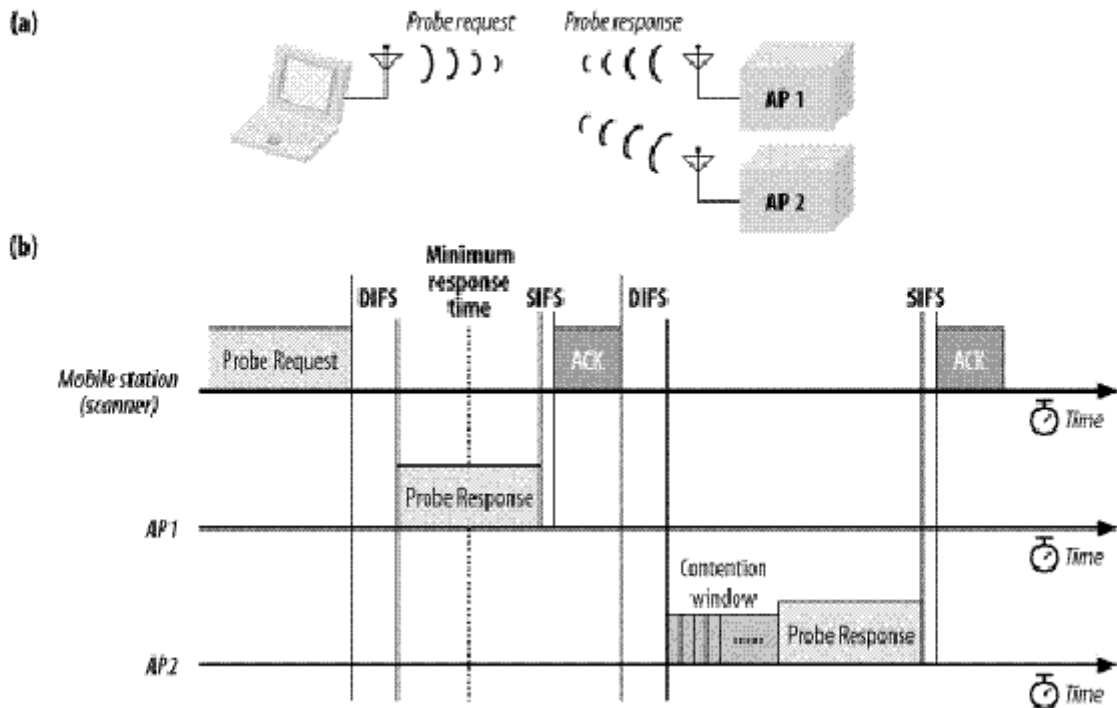 (a)
Probe request
Probe response
AP 1
AP 2
(b)
Minimum
response
time
DIFS
SIFS
DIFS
SIFS
Probe Request
ACK
ACK
Mobile station
(scanner)
Time
Probe Response
AP 1
Time
Contention
window
Probe Response
AP 2
Time